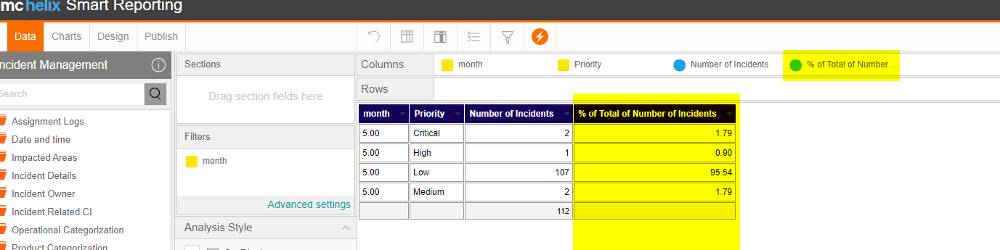 mc helix Smart Reporting
Data Charts Design Publish
ncident Management
Search
Assignment Logs
Date and time
Impacted Areas
Incident Details
Incident Owner
Incident Related CI
Operational Categorization
Product Categorization
Sections
Drag section fields here
Filters
month
Advanced settings
Analysis Style
Columns month Priority Number of Incidents % of Total of Number ...
Rows
month Priority Number of Incidents % of Total of Number of Incidents
5.00 Critical 2 1.79
5.00 High 1 0.90
5.00 Low 107 95.54
5.00 Medium 2 1.79
112